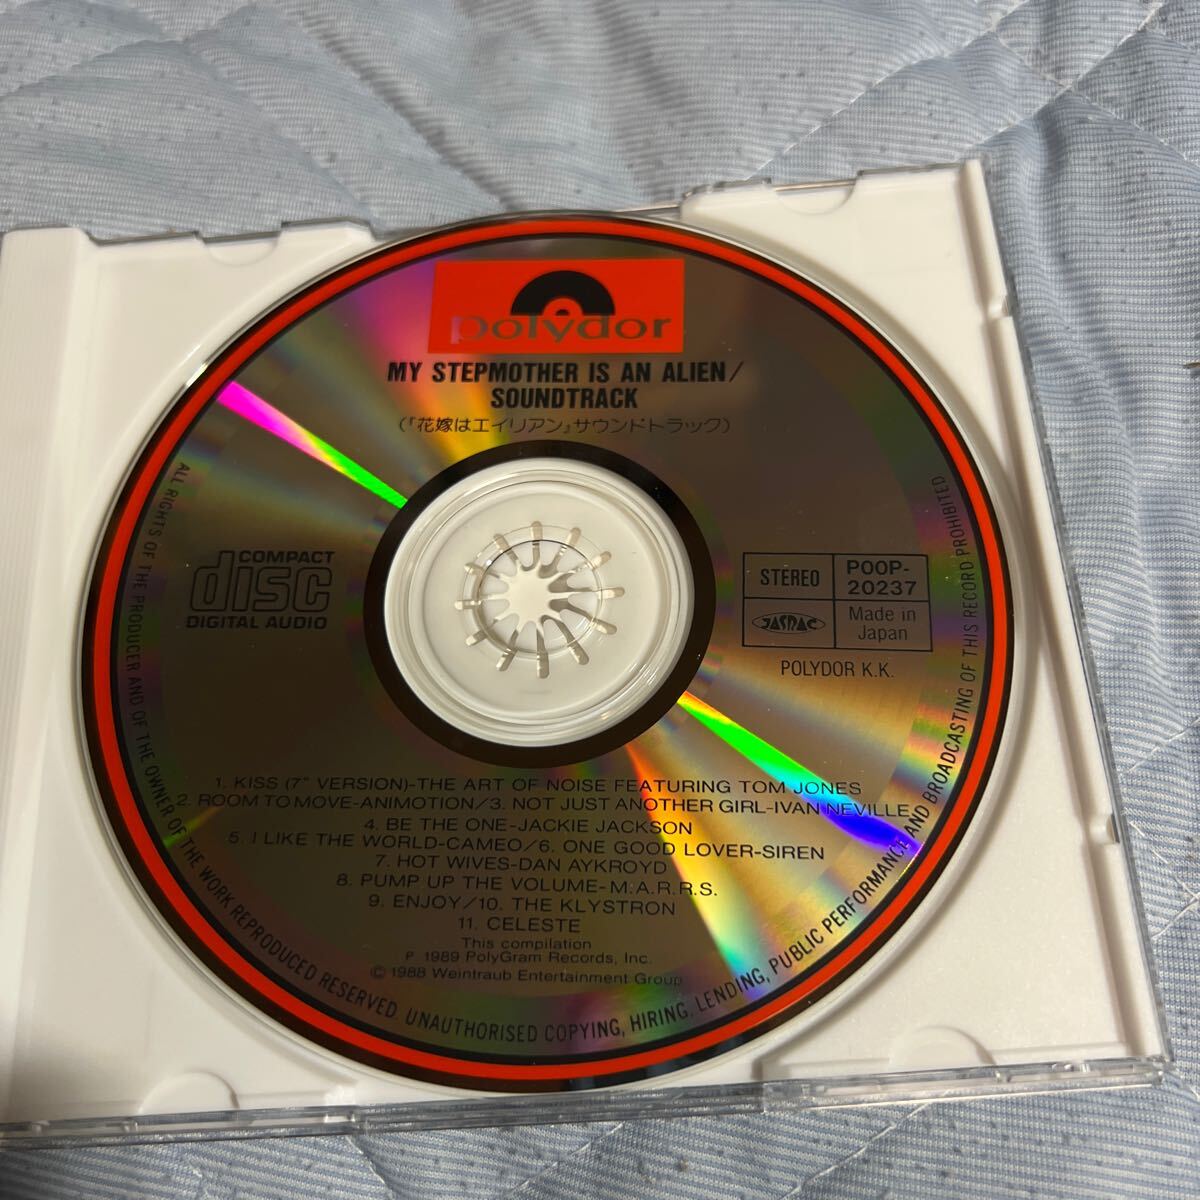 polydor
MY STEPMOTHER IS AN ALIEN/
SOUNDTRACK
(「花嫁はエイリアン」サウンドトラック)
COMPACT
disc
DIGITAL AUDIO
STEREO
P00P-
20237
JASRAC
Made in
Japan
POLYDOR K.K.
1. KISS (7" VERSION)-THE ART OF NOISE FEATURING TOM JONES
2. ROOM TO MOVE-ANIMOTION/3. NOT JUST ANOTHER GIRL-IVAN NEVILLE
4. BE THE ONE-JACKIE JACKSON
5. I LIKE THE WORLD-CAMEO/6. ONE GOOD LOVER-SIREN
7. HOT WIVES-DAN AYKROYD
8. PUMP UP THE VOLUME-M.A.R.R.S.
9. ENJOY/10. THE KLYSTRON
11. CELESTE
This compilation
℗ 1989 PolyGram Records, Inc.
© 1988 Weintraub Entertainment Group
ALL RIGHTS OF THE PRODUCER AND OF THE OWNER OF THE WORK REPRODUCED RESERVED. UNAUTHORISED COPYING, HIRING, LENDING, PUBLIC PERFORMANCE AND BROADCASTING OF THIS RECORD PROHIBITED